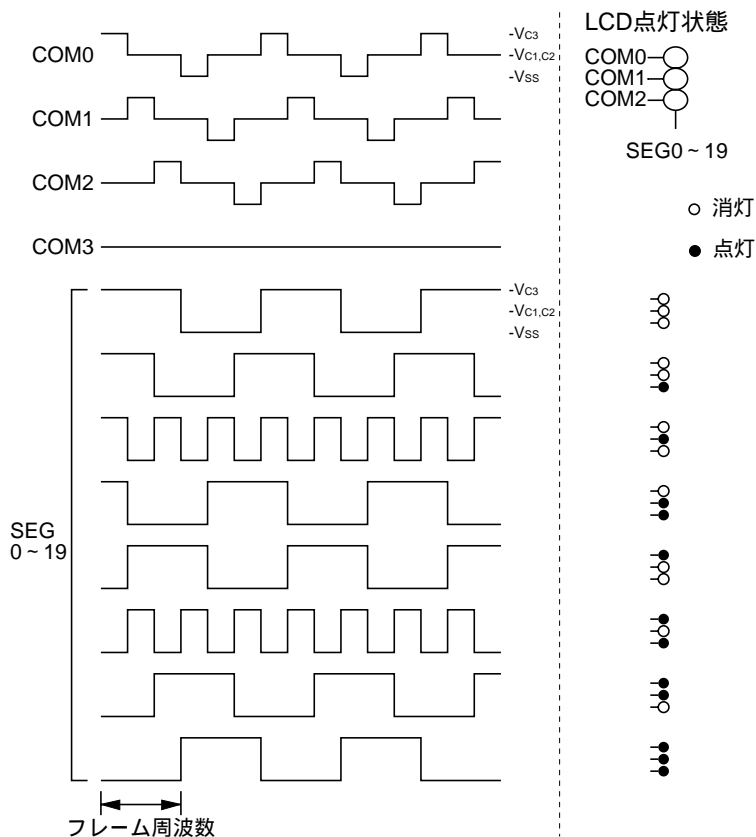 COM0
-VC3
-VC1,C2
-VSS
COM1
COM2
COM3
-VC3
-VC1,C2
-VSS
SEG
0 ~ 19
フレーム周波数
LCD点灯状態
COM0
COM1
COM2
SEG0 ~ 19
消灯
点灯